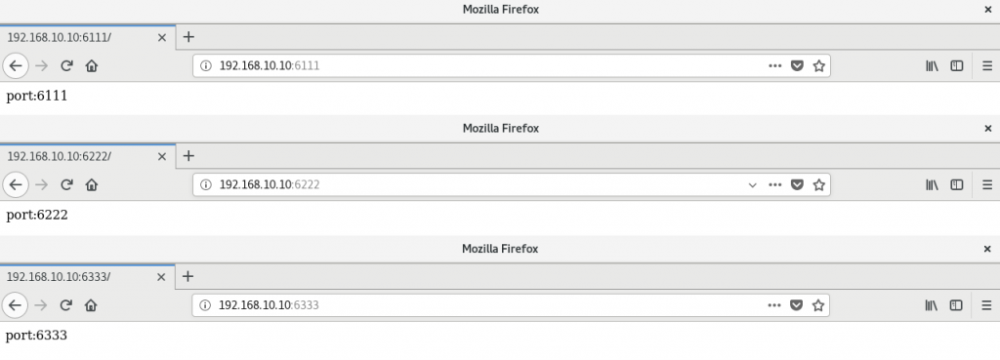 Mozilla Firefox
192.168.10.10:6111/
192.168.10.10:6111
port:6111
Mozilla Firefox
192.168.10.10:6222/
192.168.10.10:6222
port:6222
Mozilla Firefox
192.168.10.10:6333/
192.168.10.10:6333
port:6333